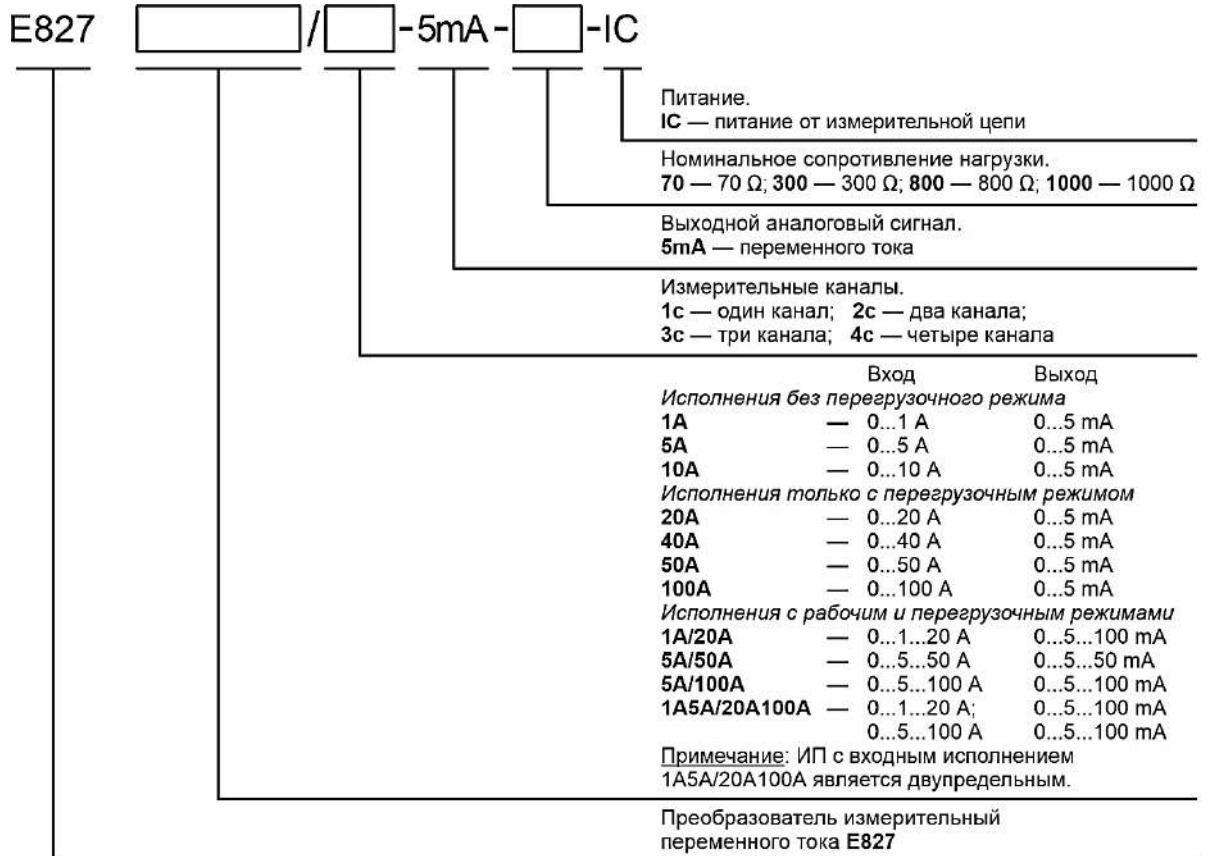 E827 / -5mA- -IC
Питание.
IC — питание от измерительной цепи
Номинальное сопротивление нагрузки.
70 — 70 Ω; 300 — 300 Ω; 800 — 800 Ω; 1000 — 1000 Ω
Выходной аналоговый сигнал.
5mA — переменного тока
Измерительные каналы.
1с — один канал; 2с — два канала;
3с — три канала; 4с — четыре канала
Вход Выход
Исполнения без перегрузочного режима
1A — 0...1 A 0...5 mA
5A — 0...5 A 0...5 mA
10A — 0...10 A 0...5 mA
Исполнения только с перегрузочным режимом
20A — 0...20 A 0...5 mA
40A — 0...40 A 0...5 mA
50A — 0...50 A 0...5 mA
100A — 0...100 A 0...5 mA
Исполнения с рабочим и перегрузочным режимами
1A/20A — 0...1...20 A 0...5...100 mA
5A/50A — 0...5...50 A 0...5...50 mA
5A/100A — 0...5...100 A 0...5...100 mA
1A5A/20A100A — 0...1...20 A; 0...5...100 mA
0...5...100 A 0...5...100 mA
Примечание: ИП с входным исполнением
1A5A/20A100A является двупредельным.
Преобразователь измерительный
переменного тока E827